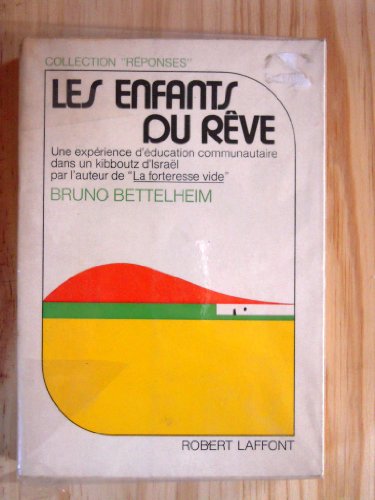 COLLECTION "RÉPONSES"
LES ENFANTS
DU RÊVE
Une expérience d'éducation communautaire
dans un kibboutz d'Israël
par l'auteur de "La forteresse vide"
BRUNO BETTELHEIM
ROBERT LAFFONT